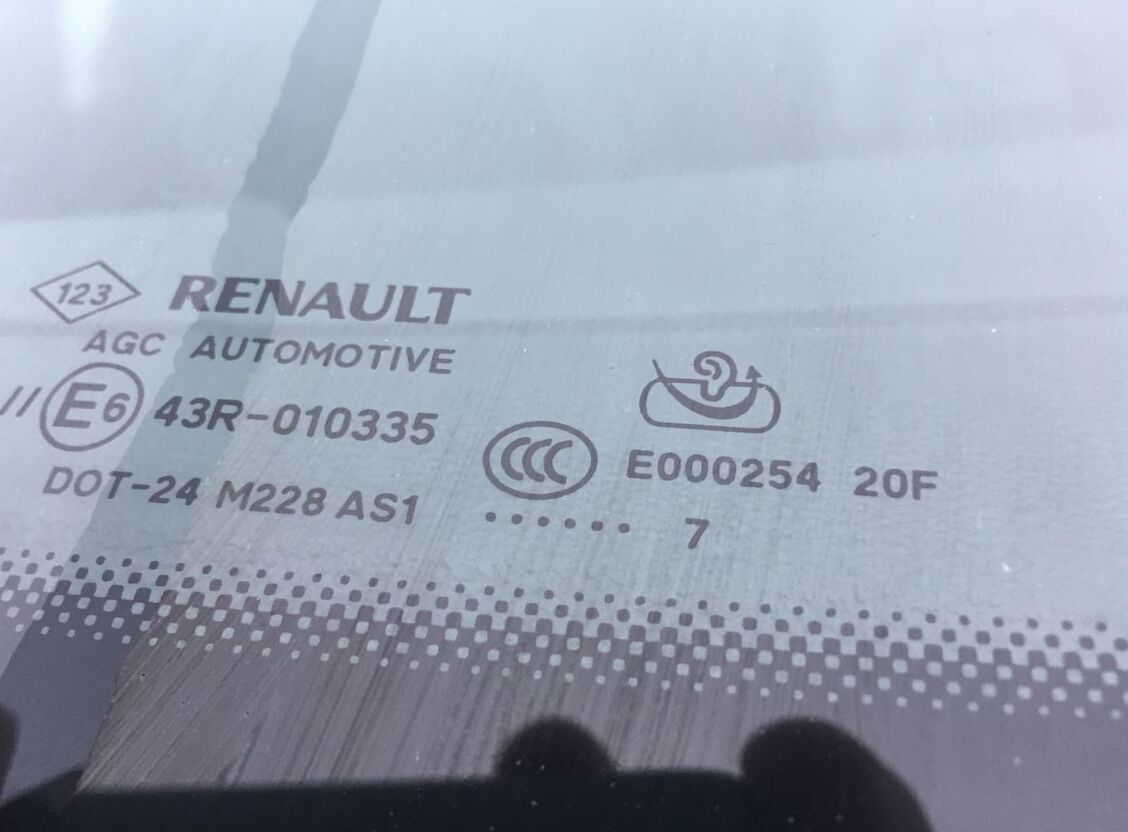 123 RENAULT
AGC AUTOMOTIVE
// E6 43R-010335
CCC E000254 20F
DOT-24 M228 AS1
...... 7